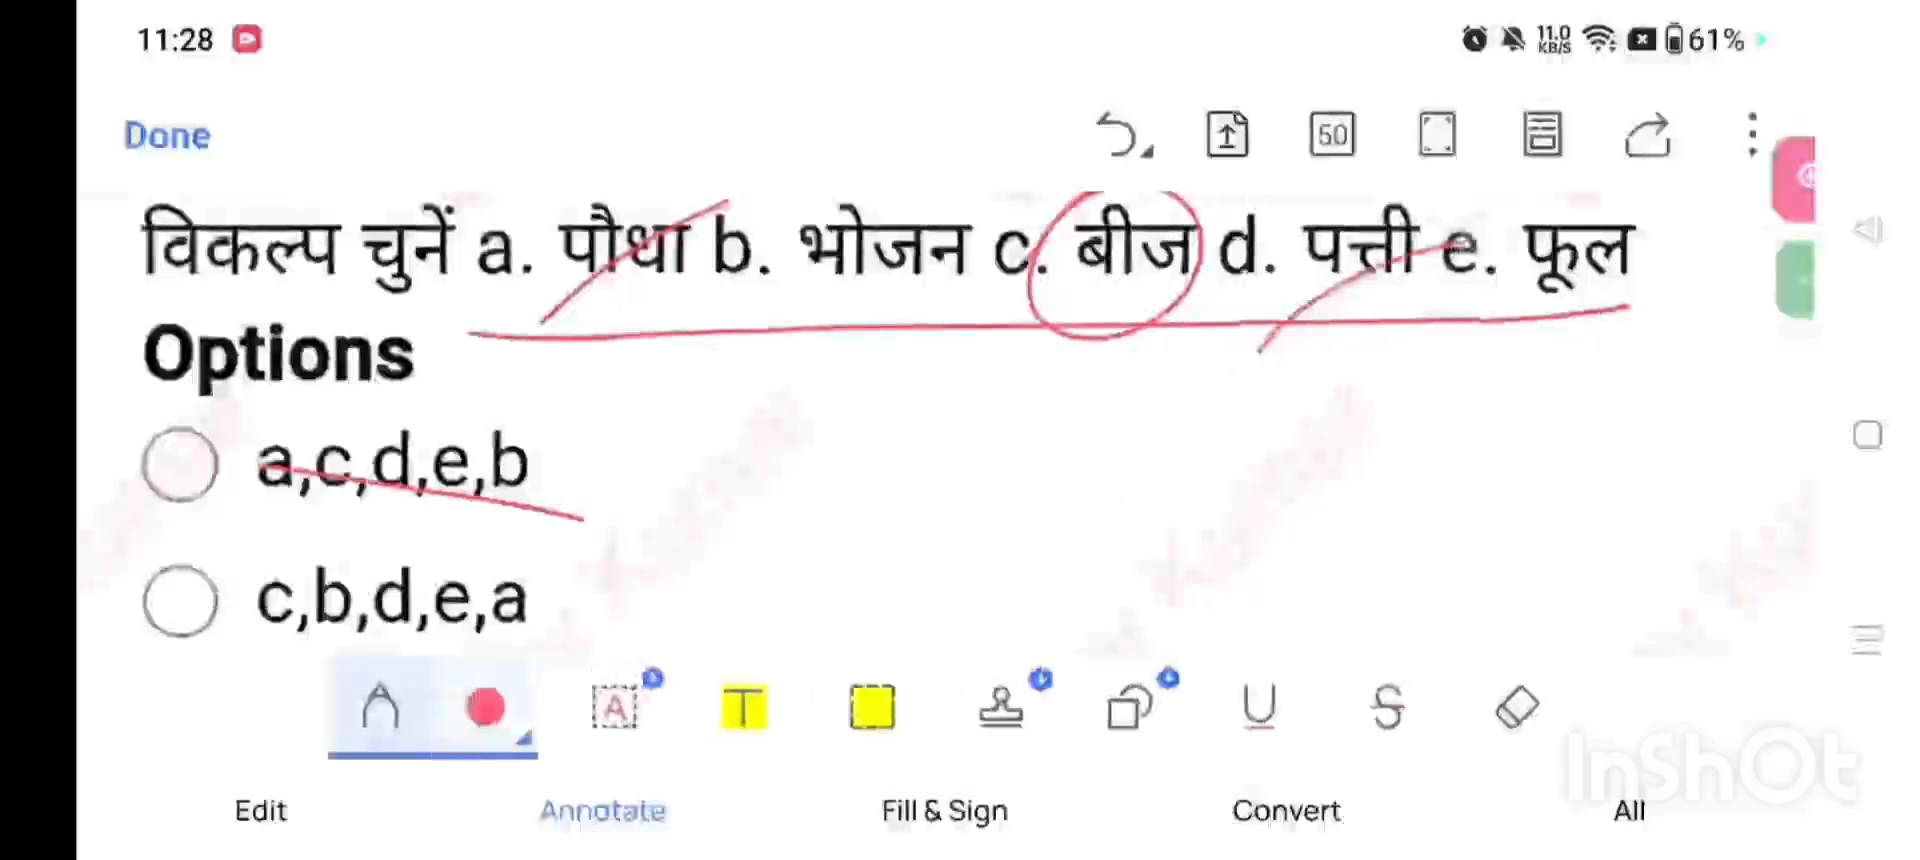 11:28 11.0 KB/S 61%
Done 50
विकल्प चुनें a. पौधा b. भोजन c. बीज d. पत्ती e. फूल
Options
a,c,d,e,b
c,b,d,e,a
A T U S
Edit Annotate Fill & Sign Convert All
InShOt